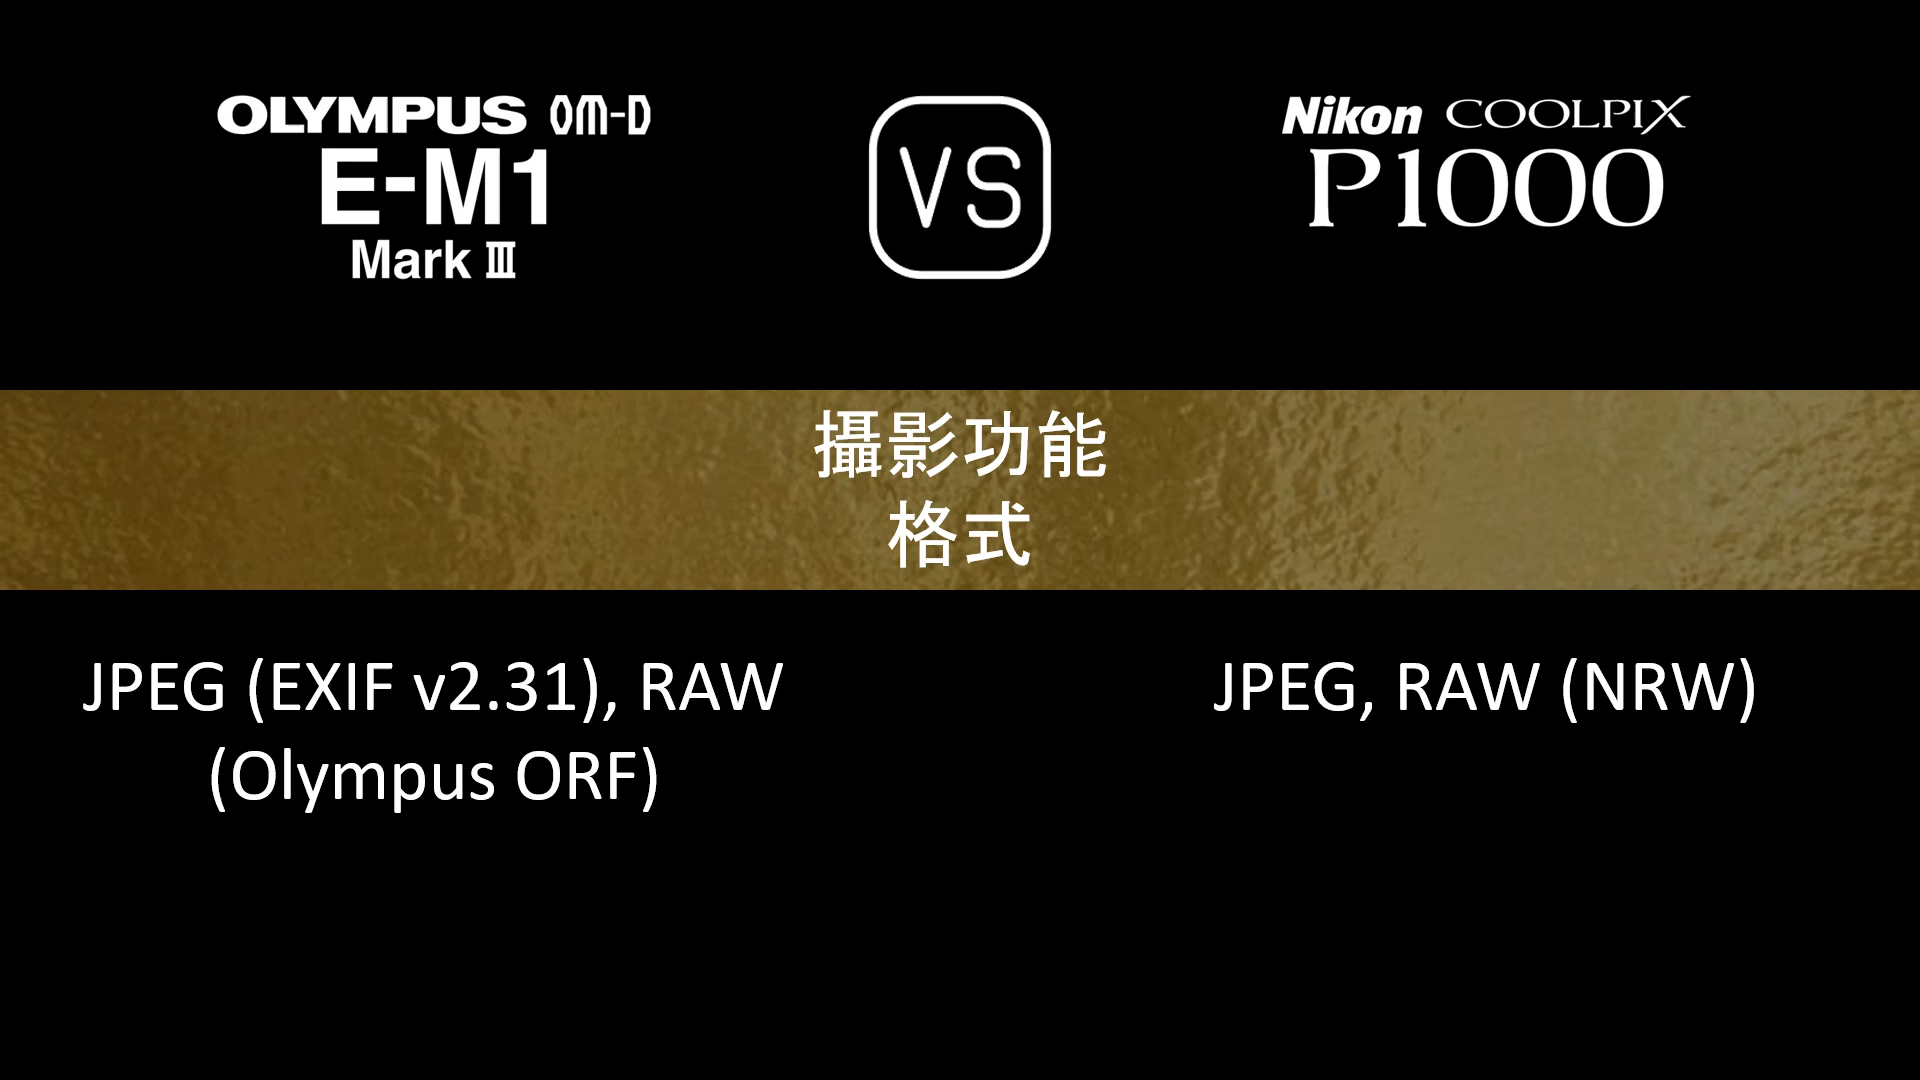 OLYMPUS OM-D
E-M1
Mark III
VS
Nikon COOLPIX
P1000
攝影功能
格式
JPEG (EXIF v2.31), RAW
(Olympus ORF)
JPEG, RAW (NRW)